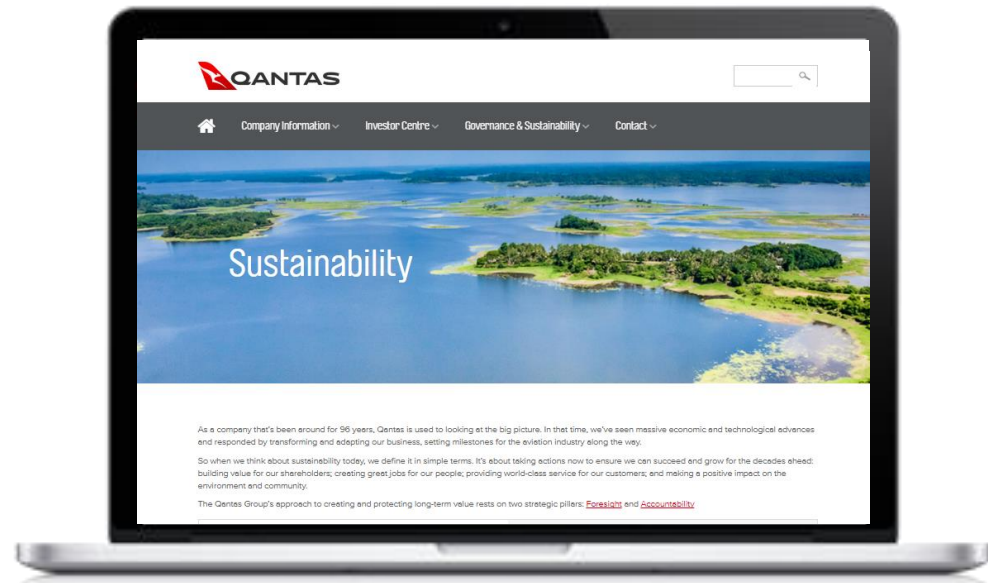 QANTAS
Company Information
Investor Centre
Governance & Sustainability
Contact
Sustainability
As a company that's been around for 96 years, Qantas is used to looking at the big picture. In that time, we've seen massive economic and technological advances
and responded by transforming and adapting our business, setting milestones for the aviation industry along the way.
So when we think about sustainability today, we define it in simple terms. It's about taking actions now to ensure we can succeed and grow for the decades ahead:
building value for our shareholders; creating great jobs for our people; providing world-class service for our customers; and making a positive impact on the
environment and community.
The Qantas Group's approach to creating and protecting long-term value rests on two strategic pillars: Foresight and Accountability